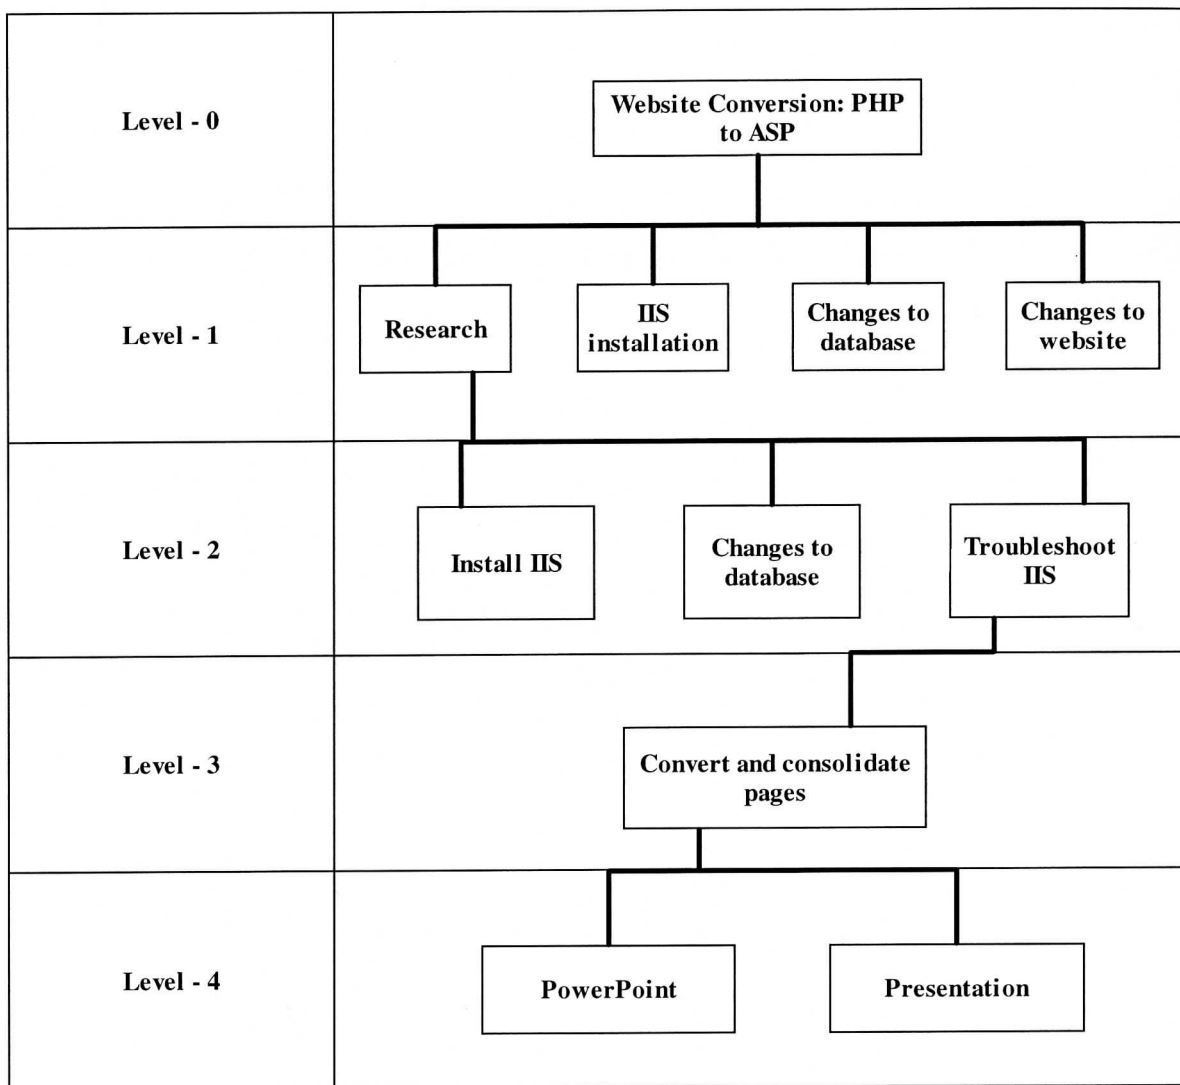 Level - 0
Website Conversion: PHP
to ASP
Level - 1
Research
IIS
installation
Changes to
database
Changes to
website
Level - 2
Install IIS
Changes to
database
Troubleshoot
IIS
Level - 3
Convert and consolidate
pages
Level - 4
PowerPoint
Presentation